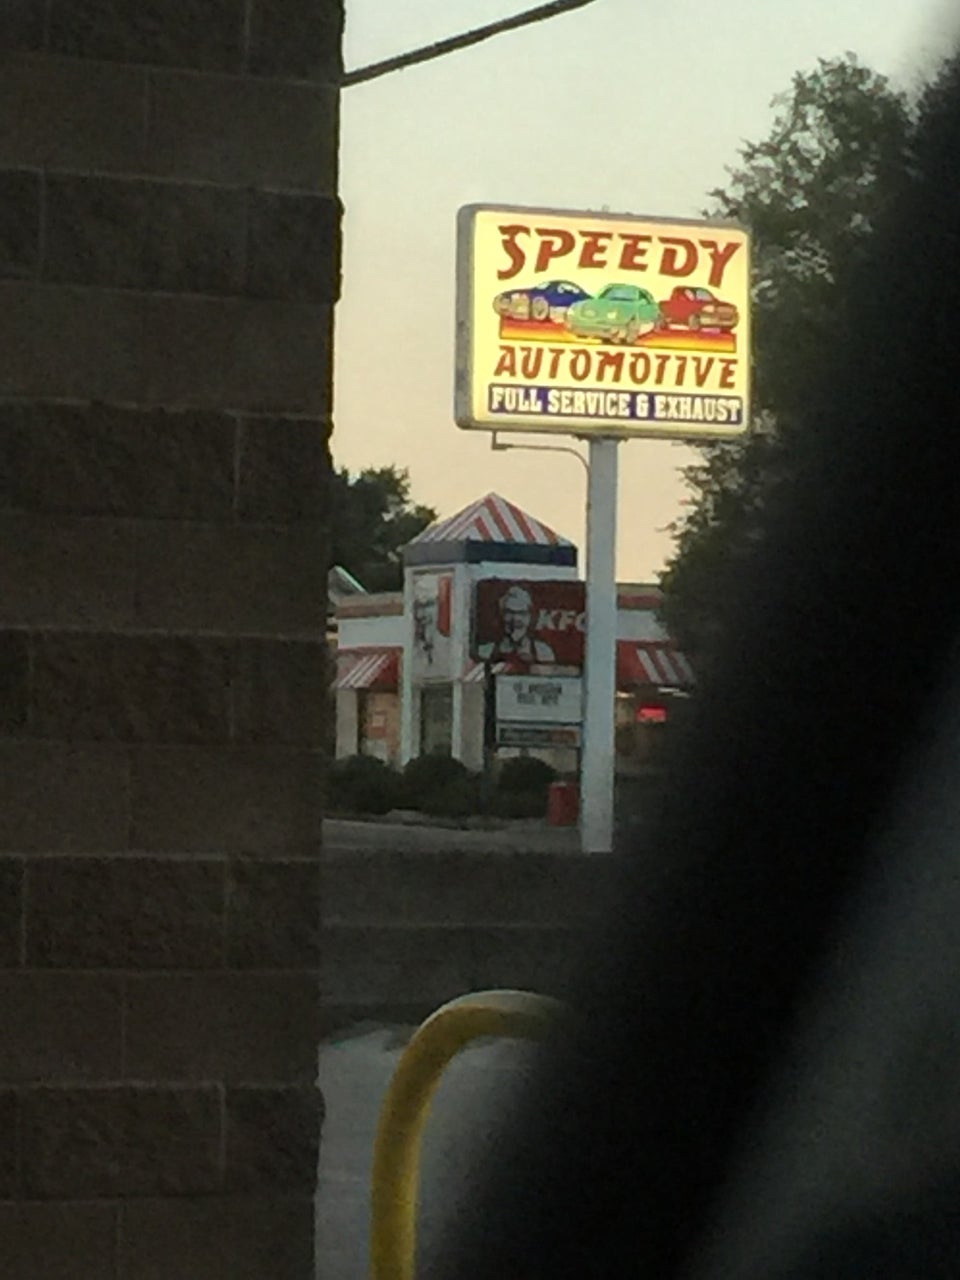 SPEEDY
AUTOMOTIVE
FULL SERVICE & EXHAUST
KFC